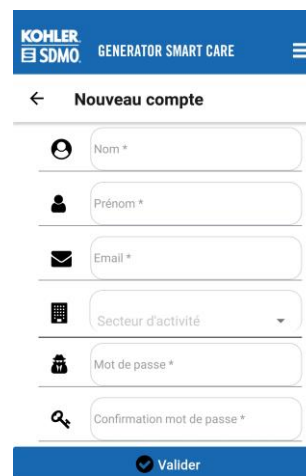 KOHLER.
SDMO. GENERATOR SMART CARE
Nouveau compte
Nom *
Prénom *
Email *
Secteur d'activité
Mot de passe *
Confirmation mot de passe *
Valider